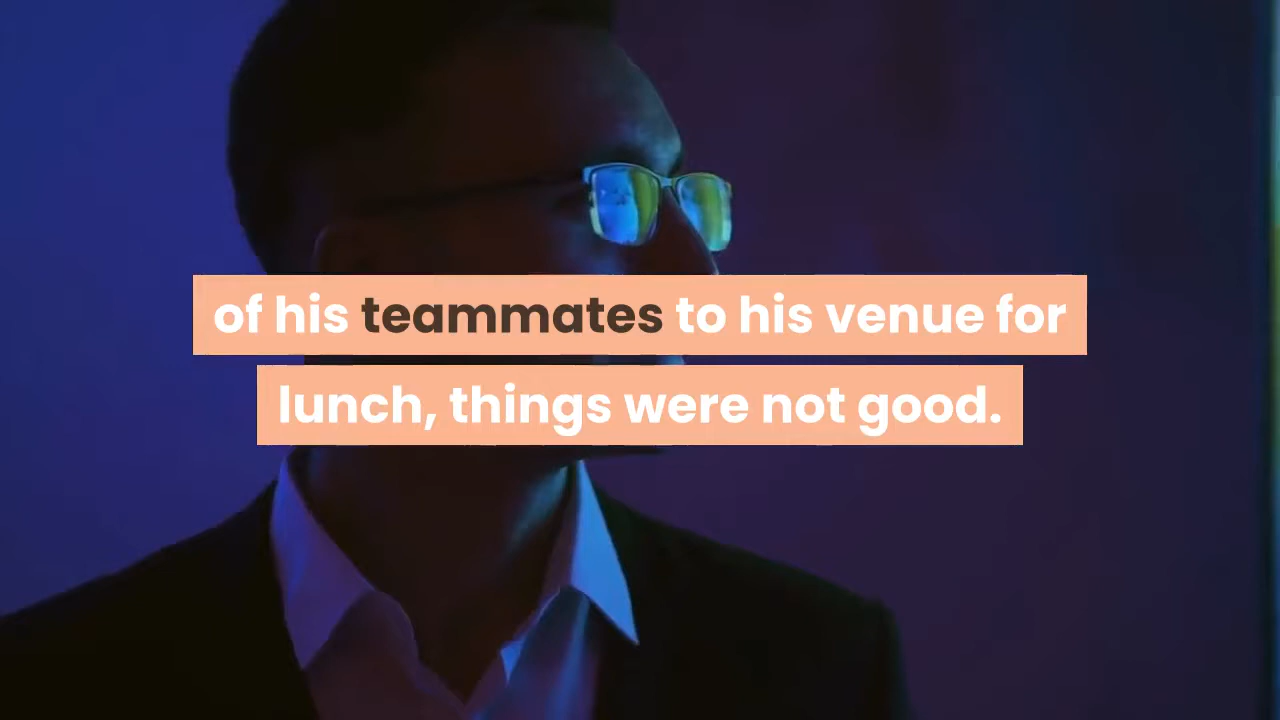 of his teammates to his venue for
lunch, things were not good.